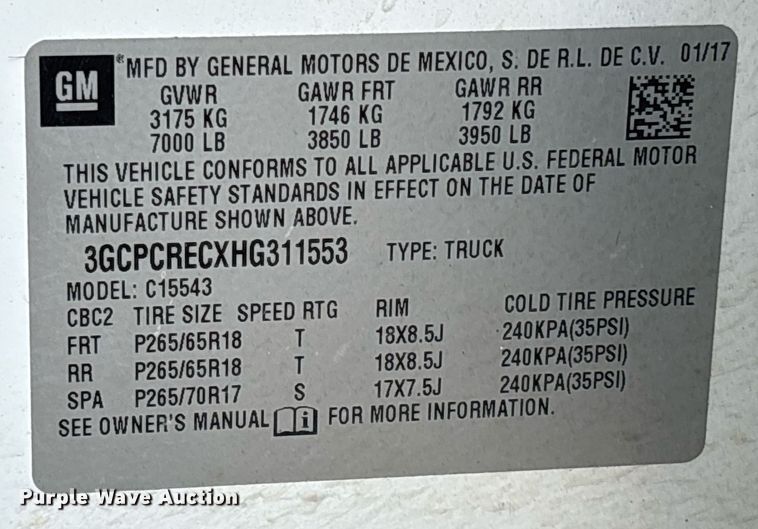 GM
*MFD BY GENERAL MOTORS DE MEXICO, S. DE R.L. DE C.V. 01/17
GVWR GAWR FRT GAWR RR
3175 KG 1746 KG 1792 KG
7000 LB 3850 LB 3950 LB
THIS VEHICLE CONFORMS TO ALL APPLICABLE U.S. FEDERAL MOTOR
VEHICLE SAFETY STANDARDS IN EFFECT ON THE DATE OF
MANUFACTURE SHOWN ABOVE.
3GCPCRECXHG311553 TYPE: TRUCK
MODEL: C15543
CBC2 TIRE SIZE SPEED RTG RIM COLD TIRE PRESSURE
FRT P265/65R18 T 18X8.5J 240KPA(35PSI)
RR P265/65R18 T 18X8.5J 240KPA(35PSI)
SPA P265/70R17 S 17X7.5J 240KPA(35PSI)
SEE OWNER'S MANUAL i FOR MORE INFORMATION.
Purple Wave Auction